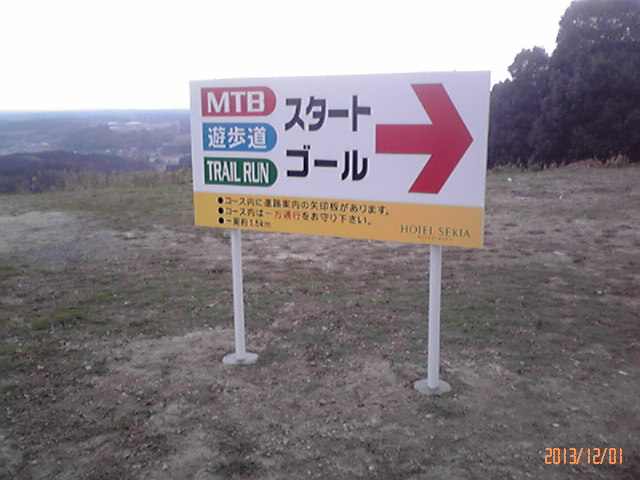 MTB
遊歩道
TRAIL RUN
スタート
ゴール
●コース内に進路案内の矢印板があります。
●コース内は一方通行をお守り下さい。
●一周約1.5km
HOTEL SEKIA
2013/12/01